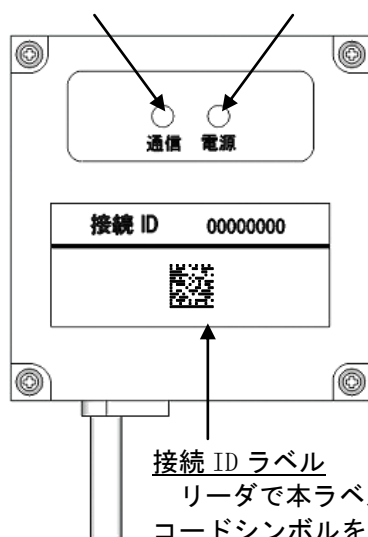 通信 電源
接続 ID 00000000
接続 ID ラベル
リーダで本ラベ
コードシンボルを